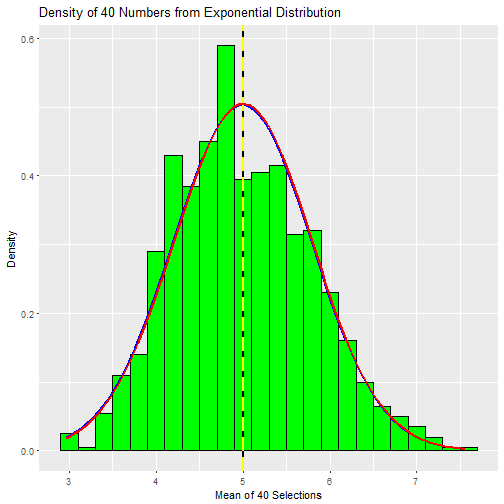 Density of 40 Numbers from Exponential Distribution
0.6
0.4
0.2
0.0
Density
3 4 5 6 7
Mean of 40 Selections